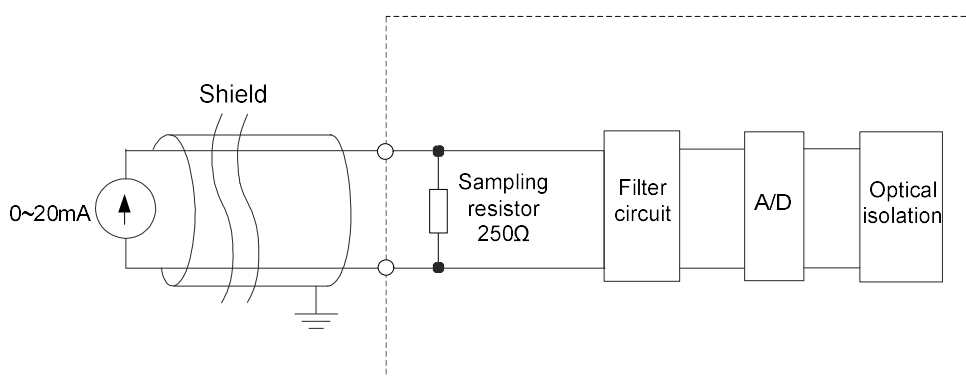 Shield
0~20mA
Sampling
resistor
250Ω
Filter
circuit
A/D
Optical
isolation